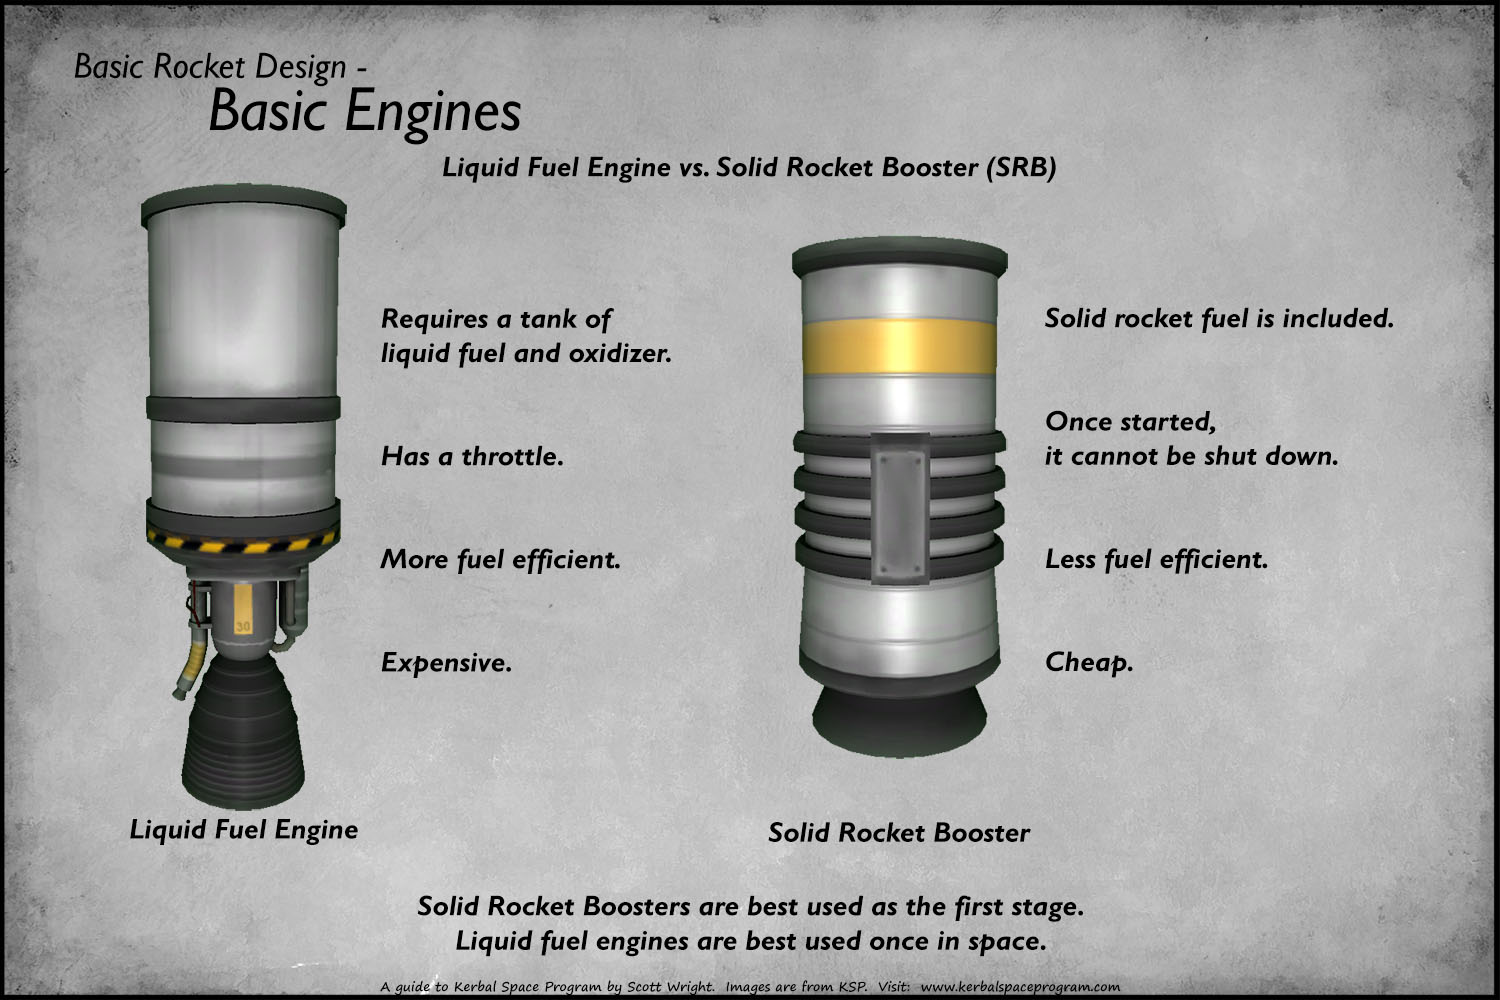 Basic Rocket Design -
Basic Engines
Liquid Fuel Engine vs. Solid Rocket Booster (SRB)
Requires a tank of
liquid fuel and oxidizer.
Has a throttle.
More fuel efficient.
Expensive.
30
Liquid Fuel Engine
Solid rocket fuel is included.
Once started,
it cannot be shut down.
Less fuel efficient.
Cheap.
Solid Rocket Booster
Solid Rocket Boosters are best used as the first stage.
Liquid fuel engines are best used once in space.
A guide to Kerbal Space Program by Scott Wright. Images are from KSP. Visit: www.kerbalspaceprogram.com